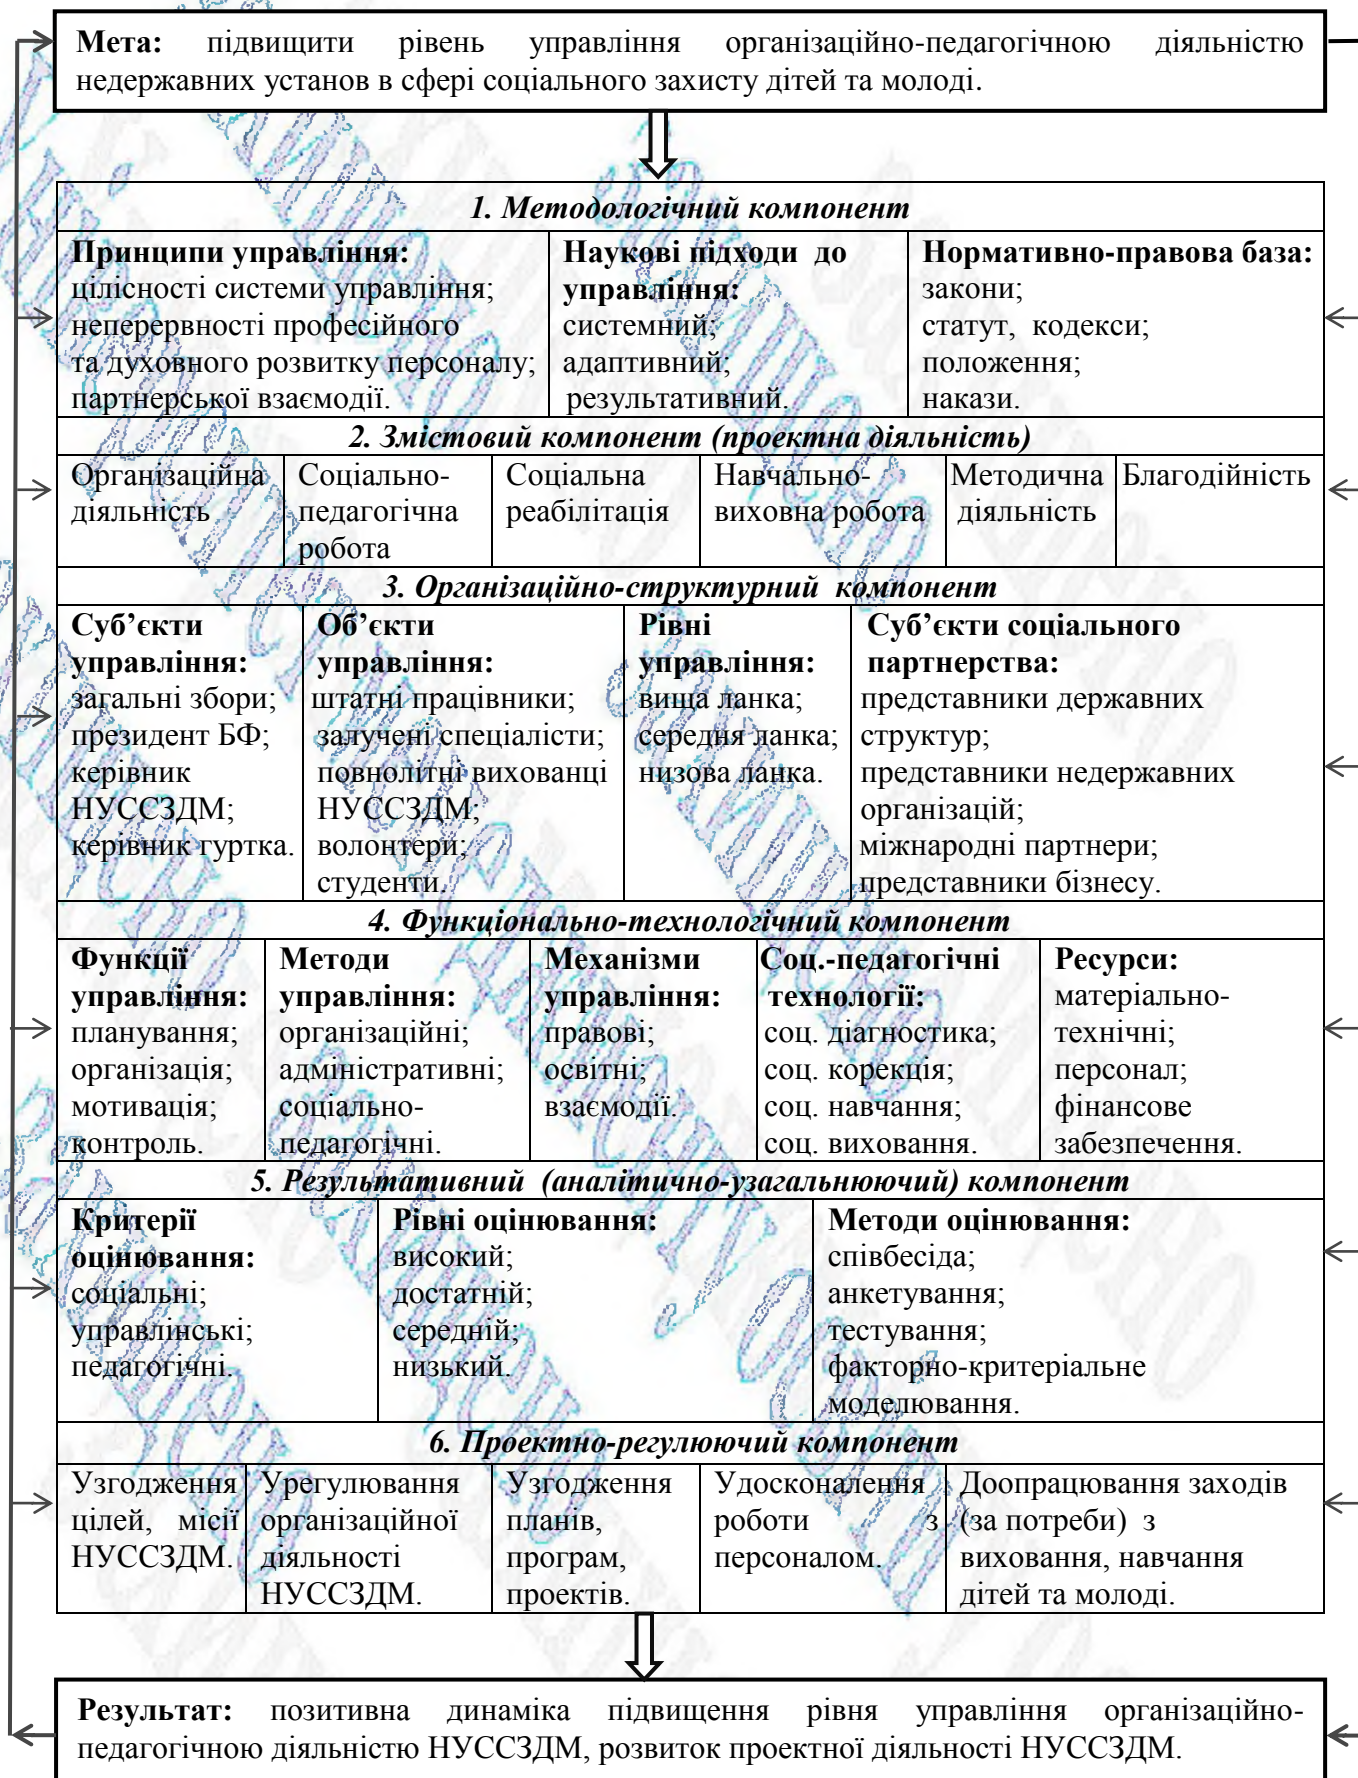 Мета: підвищити рівень управління організаційно-педагогічною діяльністю
недержавних установ в сфері соціального захисту дітей та молоді.
1. Методологічний компонент
Принципи управління:
цілісності системи управління;
неперервності професійного
та духовного розвитку персоналу;
партнерської взаємодії.
Наукові підходи до
управління:
системний;
адаптивний;
результативний.
Нормативно-правова база:
закони;
статут, кодекси;
положення;
накази.
2. Змістовий компонент (проектна діяльність)
Організаційна
діяльність
Соціально-
педагогічна
робота
Соціальна
реабілітація
Навчально-
виховна робота
Методична
діяльність
Благодійність
3. Організаційно-структурний компонент
Суб’єкти
управління:
загальні збори;
президент БФ;
керівник
НУССЗДМ;
керівник гуртка.
Об’єкти
управління:
штатні працівники;
залучені спеціалісти;
повнолітні вихованці
НУССЗДМ;
волонтери;
студенти.
Рівні
управління:
вища ланка;
середня ланка;
низова ланка.
Суб’єкти соціального
партнерства:
представники державних
структур;
представники недержавних
організацій;
міжнародні партнери;
представники бізнесу.
4. Функціонально-технологічний компонент
Функції
управління:
планування;
організація;
мотивація;
контроль.
Методи
управління:
організаційні;
адміністративні;
соціально-
педагогічні.
Механізми
управління:
правові;
освітні;
взаємодії.
Соц.-педагогічні
технології:
соц. діагностика;
соц. корекція;
соц. навчання;
соц. виховання.
Ресурси:
матеріально-
технічні;
персонал;
фінансове
забезпечення.
5. Результативний (аналітично-узагальнюючий) компонент
Критерії
оцінювання:
соціальні;
управлінські;
педагогічні.
Рівні оцінювання:
високий;
достатній;
середній;
низький.
Методи оцінювання:
співбесіда;
анкетування;
тестування;
факторно-критеріальне
моделювання.
6. Проектно-регулюючий компонент
Узгодження
цілей, місії
НУССЗДМ.
Урегулювання
організаційної
діяльності
НУССЗДМ.
Узгодження
планів,
програм,
проектів.
Удосконалення
роботи з
персоналом.
Доопрацювання заходів
(за потреби) з
виховання, навчання
дітей та молоді.
Результат: позитивна динаміка підвищення рівня управління організаційно-
педагогічною діяльністю НУССЗДМ, розвиток проектної діяльності НУССЗДМ.